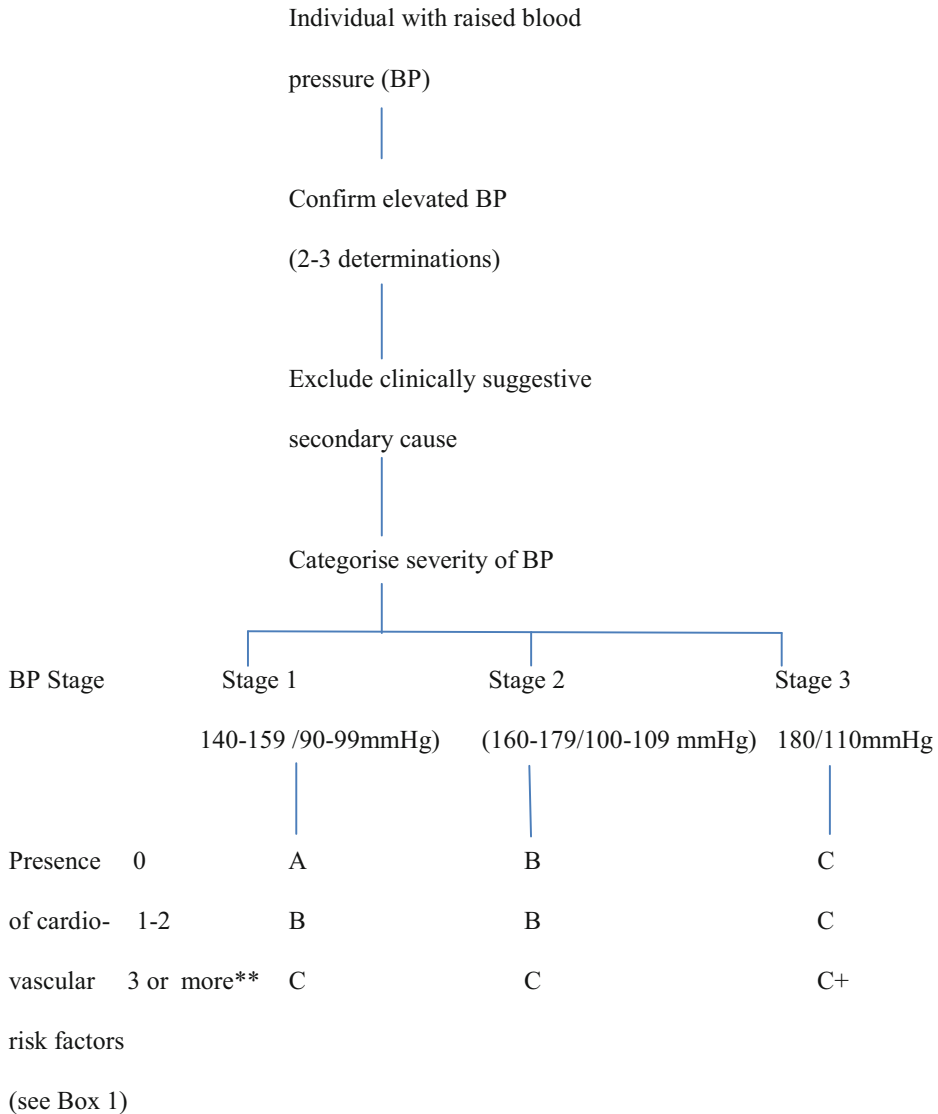 Individual with raised blood
pressure (BP)
Confirm elevated BP
(2-3 determinations)
Exclude clinically suggestive
secondary cause
Categorise severity of BP
BP Stage Stage 1 Stage 2 Stage 3
140-159 /90-99mmHg) (160-179/100-109 mmHg) 180/110mmHg
Presence 0 A B C
of cardio- 1-2 B B C
vascular 3 or more** C C C+
risk factors
(see Box 1)